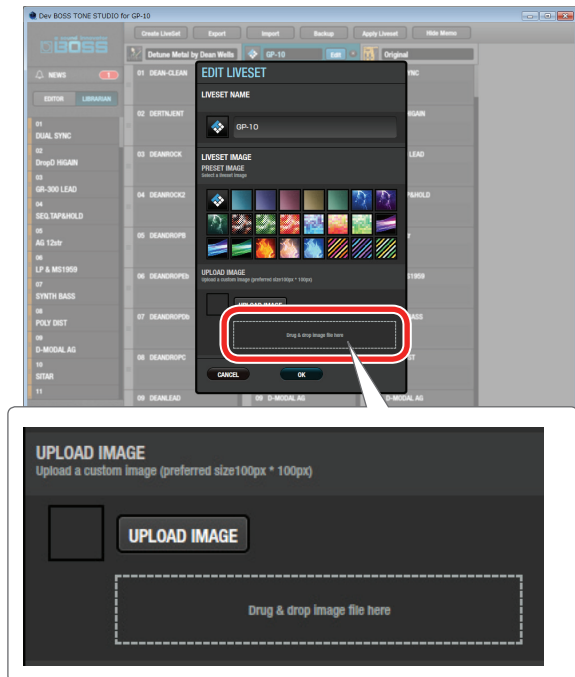 Dev BOSS TONE STUDIO for GP-10
Create LiveSet Export Import Backup Apply Liveset Hide Memo
BOSS
Detune Metal by Dean Wells GP-10 Edit Original
NEWS
EDITOR LIBRARIAN
01
DUAL SYNC
02
DropD HiGAIN
03
GR-300 LEAD
04
SEQ.TAP&HOLD
05
AG 12str
06
LP & MS1959
07
SYNTH BASS
08
POLY DIST
09
D-MODAL AG
10
SITAR
11
01 DEAN-CLEAN
02 DERTNJENT
03 DEANROCK
04 DEANROCK2
05 DEANDROPB
06 DEANDROPEb
07 DEANDROPDb
08 DEANDROPC
09 DEANLEAD
09 D-MODAL AG
D-MODAL AG
EDIT LIVESET
LIVESET NAME
GP-10
LIVESET IMAGE
PRESET IMAGE
Select a liveset image
UPLOAD IMAGE
Upload a custom image (preferred size100px * 100px)
UPLOAD IMAGE
Drug & drop image file here
CANCEL OK
UPLOAD IMAGE
Upload a custom image (preferred size100px * 100px)
UPLOAD IMAGE
Drug & drop image file here